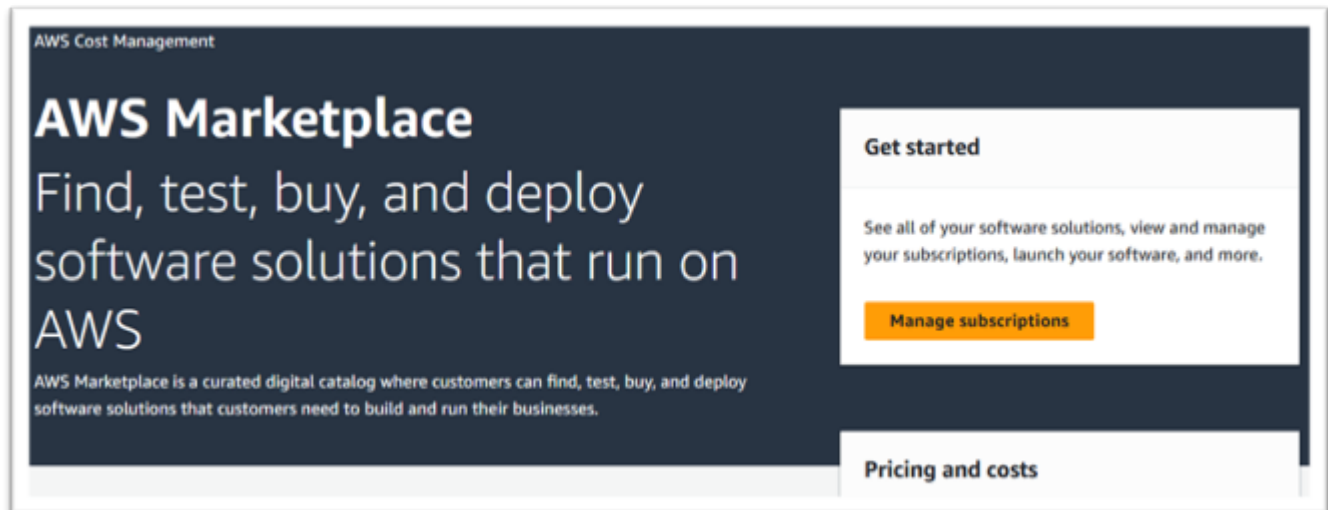 AWS Cost Management
AWS Marketplace
Find, test, buy, and deploy
software solutions that run on
AWS
AWS Marketplace is a curated digital catalog where customers can find, test, buy, and deploy
software solutions that customers need to build and run their businesses.
Get started
See all of your software solutions, view and manage
your subscriptions, launch your software, and more.
Manage subscriptions
Pricing and costs